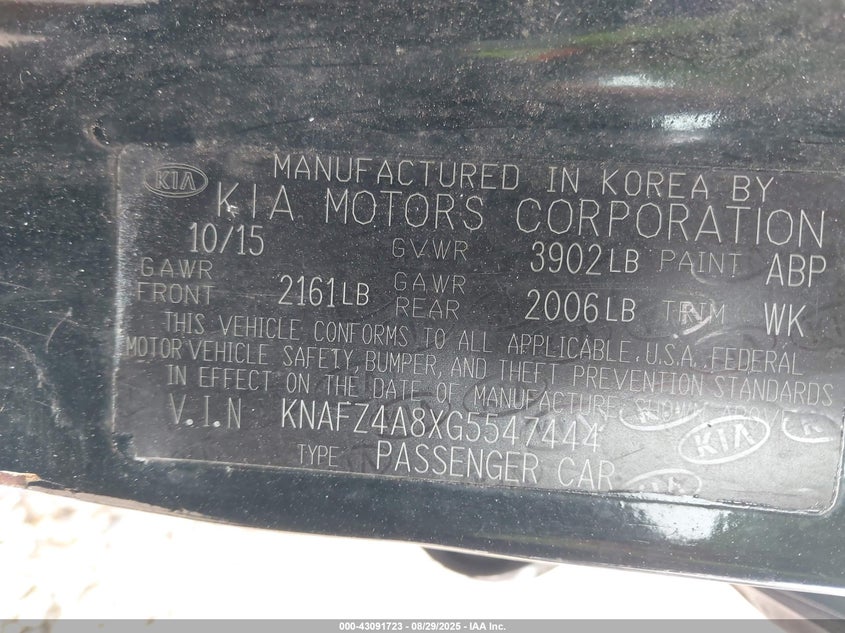 KIA
MANUFACTURED IN KOREA BY
KIA MOTORS CORPORATION
10/15 GVWR 3902LB PAINT ABP
GAWR FRONT 2161LB GAWR REAR 2006LB TRIM WK
THIS VEHICLE CONFORMS TO ALL APPLICABLE U.S.A. FEDERAL
MOTOR VEHICLE SAFETY, BUMPER, AND THEFT PREVENTION STANDARDS
IN EFFECT ON THE DATE OF MANUFACTURE SHOWN ABOVE
V.I.N KNAFZ4A8XG5547444
TYPE PASSENGER CAR
KIA
KIA
000-43091723 - 08/29/2025 - IAA Inc.